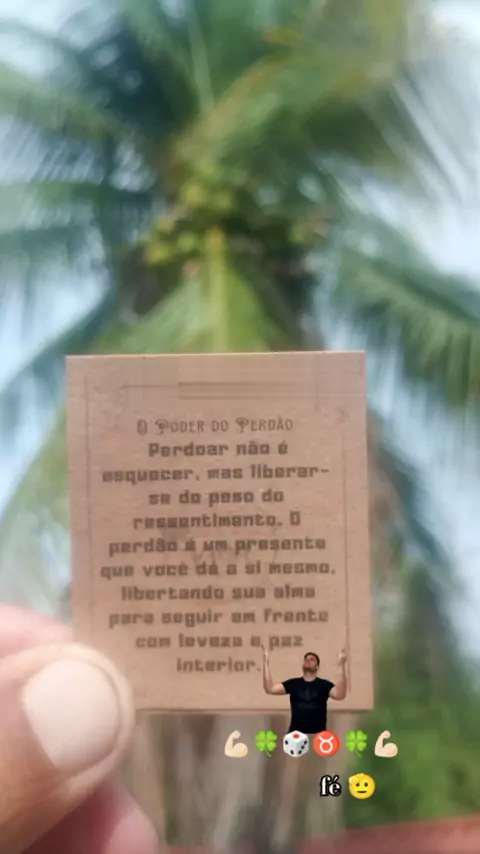 O Poder do Perdão
Perdoar não é
esquecer, mas liberar-
se do peso do
ressentimento. O
perdão é um presente
que você dá a si mesmo,
libertando sua alma
para seguir em frente
com leveza e paz
interior.
fé